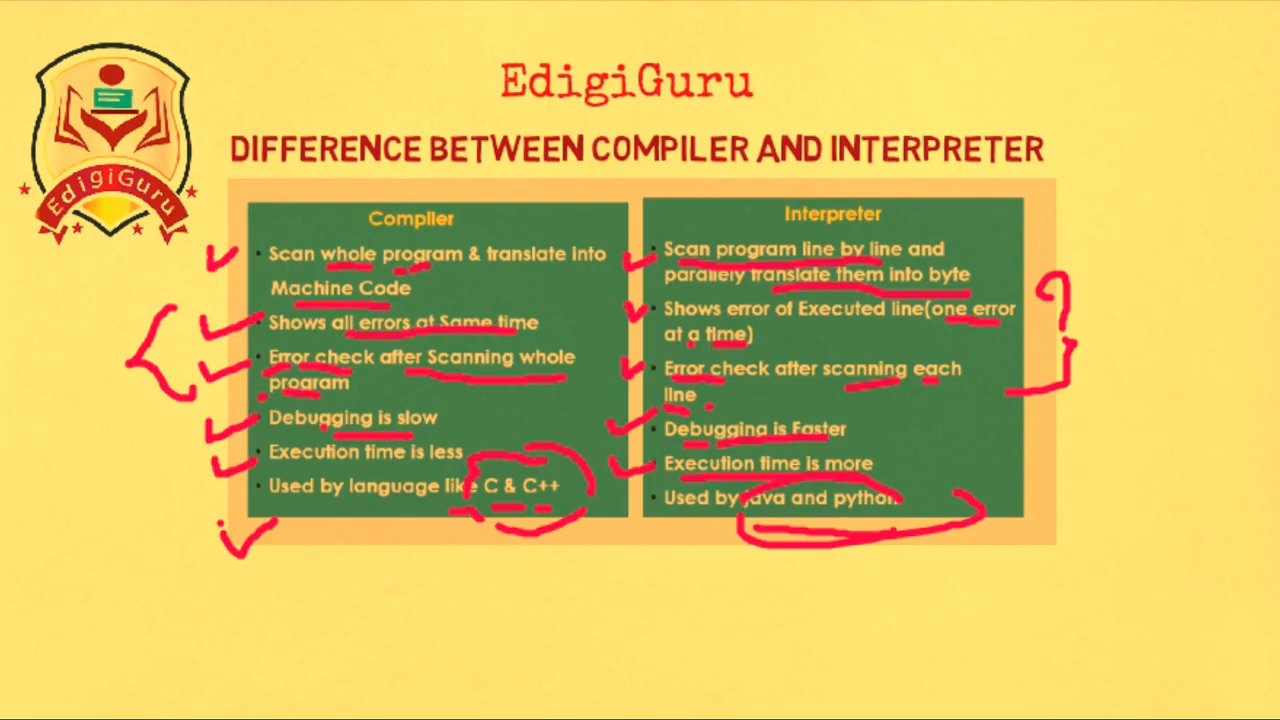 EdigiGuru
EdigiGuru
DIFFERENCE BETWEEN COMPILER AND INTERPRETER
Compiler
• Scan whole program & translate into
Machine Code
• Shows all errors at Same time
• Error check after Scanning whole
program
• Debugging is slow
• Execution time is less
• Used by language like C & C++
Interpreter
• Scan program line by line and
parallely translate them into byte
• Shows error of Executed line(one error
at a time)
• Error check after scanning each
line
• Debugging is Faster
• Execution time is more
• Used by java and python